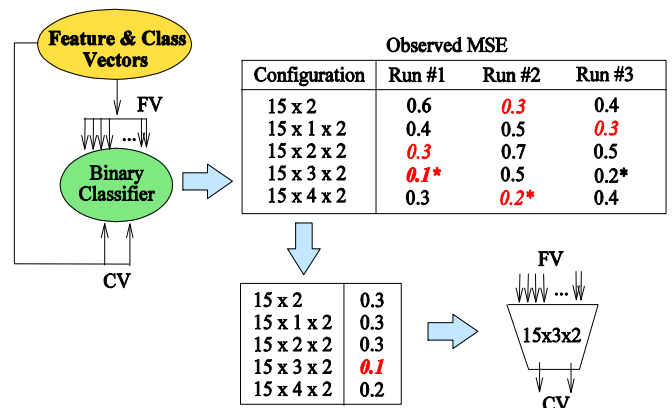 Feature & Class
Vectors
FV
...
Binary
Classifier
CV
Observed MSE
Configuration Run #1 Run #2 Run #3
15 x 2 0.6 0.3 0.4
15 x 1 x 2 0.4 0.5 0.3
15 x 2 x 2 0.3 0.7 0.5
15 x 3 x 2 0.1* 0.5 0.2*
15 x 4 x 2 0.3 0.2* 0.4
15 x 2 0.3
15 x 1 x 2 0.3
15 x 2 x 2 0.3
15 x 3 x 2 0.1
15 x 4 x 2 0.2
FV
...
15x3x2
CV